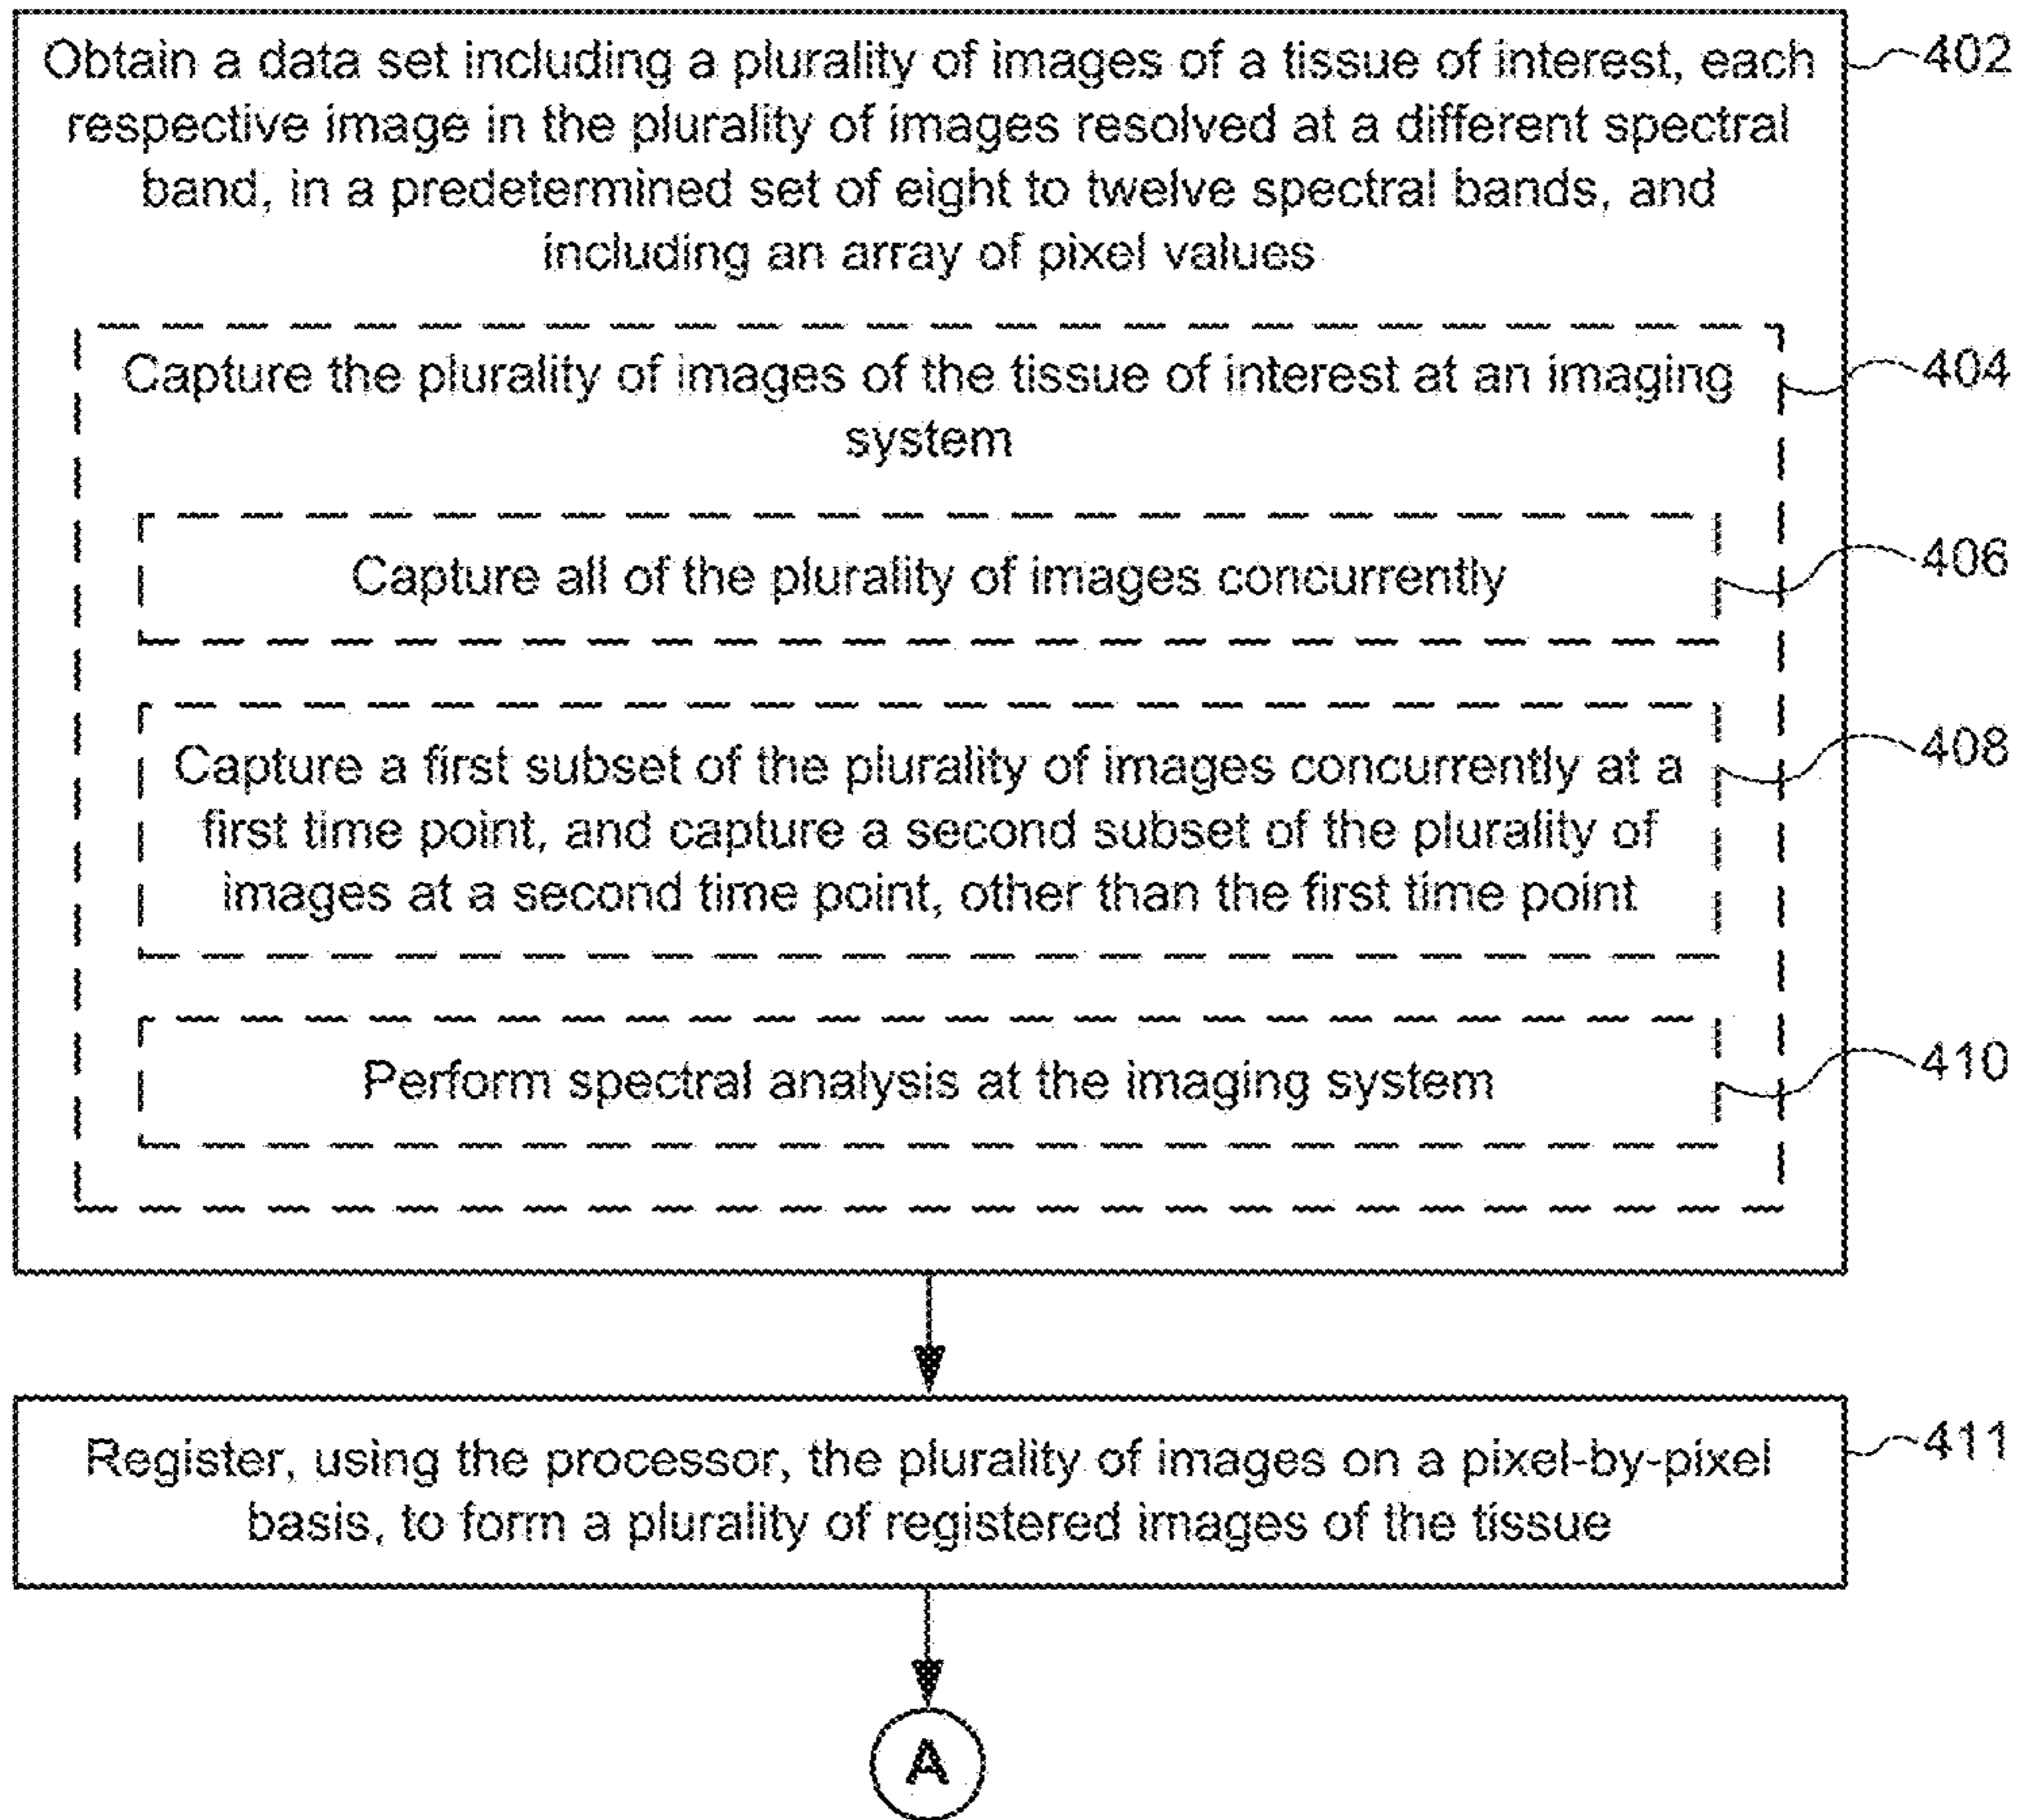 Obtain a data set including a plurality of images of a tissue of interest, each
respective image in the plurality of images resolved at a different spectral
band, in a predetermined set of eight to twelve spectral bands, and
including an array of pixel values
402
Capture the plurality of images of the tissue of interest at an imaging
system
404
Capture all of the plurality of images concurrently
406
Capture a first subset of the plurality of images concurrently at a
first time point, and capture a second subset of the plurality of
images at a second time point, other than the first time point
408
Perform spectral analysis at the imaging system
410
Register, using the processor, the plurality of images on a pixel-by-pixel
basis, to form a plurality of registered images of the tissue
411
A